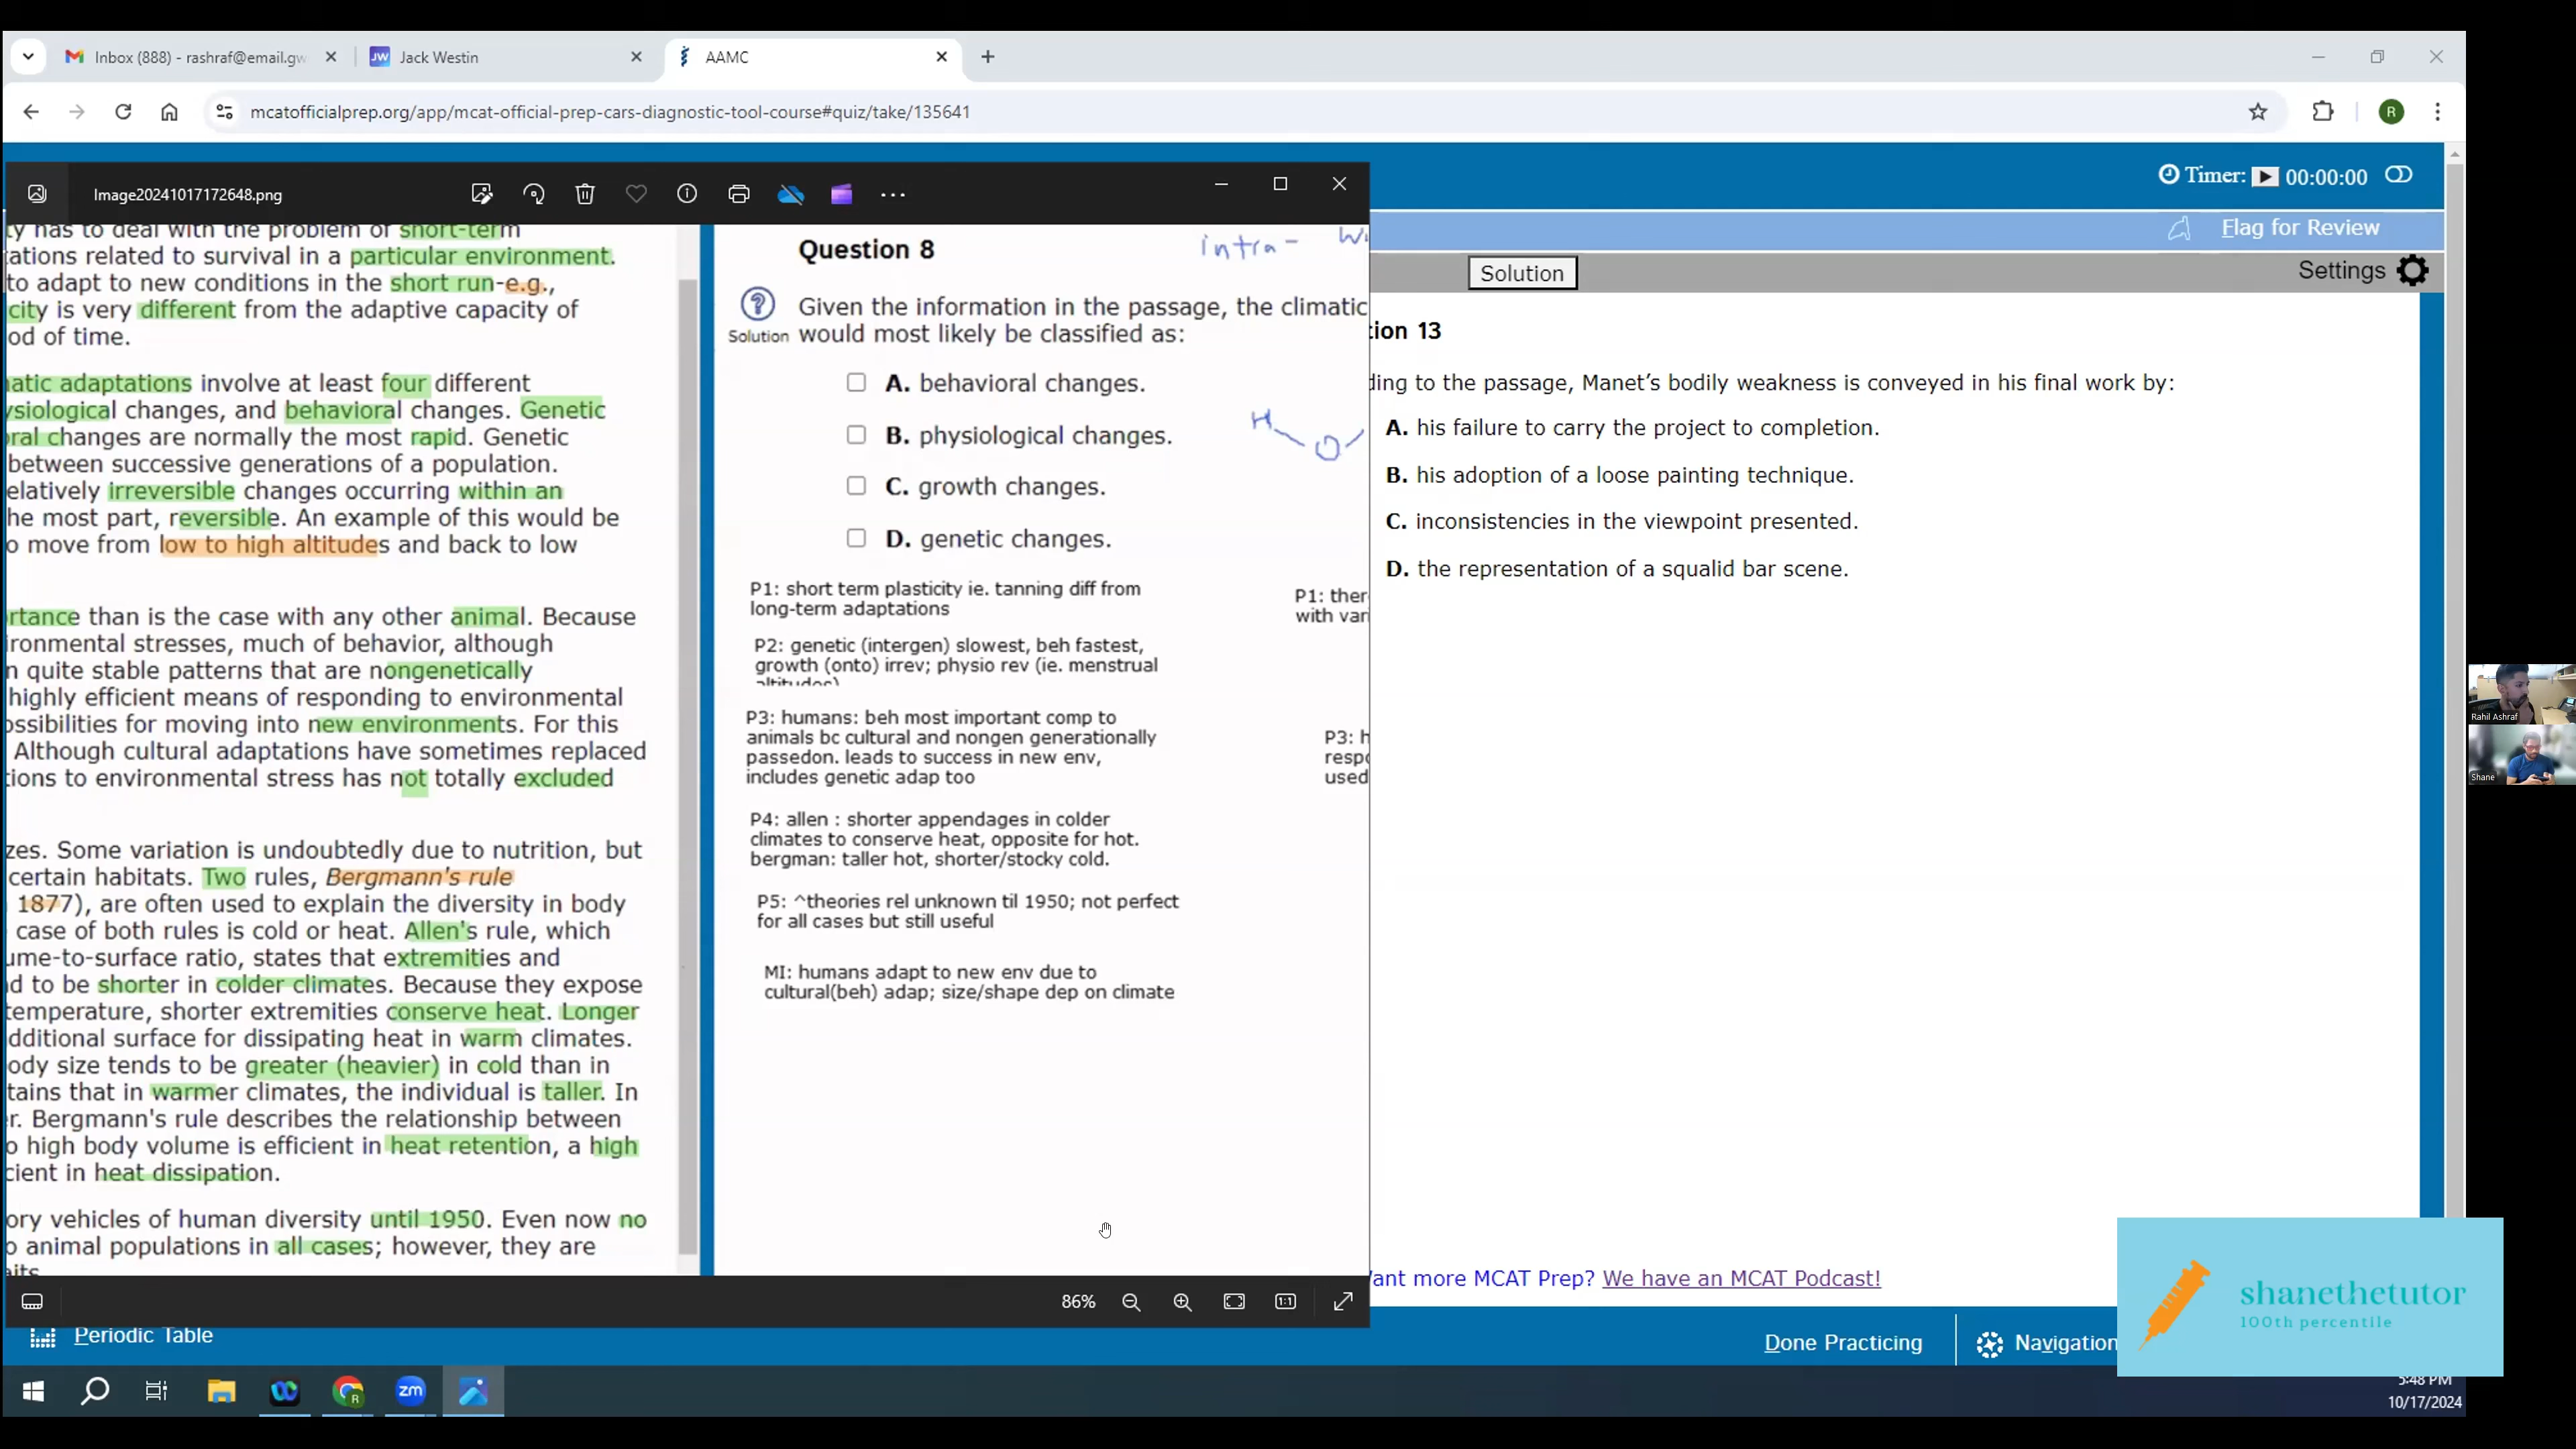 Inbox (888) - rashraf@email.gw
Jack Westin
AAMC
mcatofficialprep.org/app/mcat-official-prep-cars-diagnostic-tool-course#quiz/take/135641
R
Timer: 00:00:00
Flag for Review
Solution
Settings
Image20241017172648.png
ty has to deal with the problem of short-term
tations related to survival in a particular environment.
to adapt to new conditions in the short run-e.g.,
city is very different from the adaptive capacity of
od of time.
natic adaptations involve at least four different
ysiological changes, and behavioral changes. Genetic
oral changes are normally the most rapid. Genetic
between successive generations of a population.
elatively irreversible changes occurring within an
he most part, reversible. An example of this would be
o move from low to high altitudes and back to low
rtance than is the case with any other animal. Because
ironmental stresses, much of behavior, although
n quite stable patterns that are nongenetically
highly efficient means of responding to environmental
ossibilities for moving into new environments. For this
Although cultural adaptations have sometimes replaced
tions to environmental stress has not totally excluded
zes. Some variation is undoubtedly due to nutrition, but
certain habitats. Two rules, Bergmann's rule
1877), are often used to explain the diversity in body
case of both rules is cold or heat. Allen's rule, which
ume-to-surface ratio, states that extremities and
nd to be shorter in colder climates. Because they expose
temperature, shorter extremities conserve heat. Longer
dditional surface for dissipating heat in warm climates.
ody size tends to be greater (heavier) in cold than in
tains that in warmer climates, the individual is taller. In
er. Bergmann's rule describes the relationship between
o high body volume is efficient in heat retention, a high
cient in heat dissipation.
ory vehicles of human diversity until 1950. Even now no
o animal populations in all cases; however, they are
aits.
Question 8
intra-
Solution
Given the information in the passage, the climatic
would most likely be classified as:
A. behavioral changes.
B. physiological changes.
C. growth changes.
D. genetic changes.
H
O
P1: short term plasticity ie. tanning diff from
long-term adaptations
P2: genetic (intergen) slowest, beh fastest,
growth (onto) irrev; physio rev (ie. menstrual
altitudes)
P3: humans: beh most important comp to
animals bc cultural and nongen generationally
passedon. leads to success in new env,
includes genetic adap too
P4: allen : shorter appendages in colder
climates to conserve heat, opposite for hot.
bergman: taller hot, shorter/stocky cold.
P5: ^theories rel unknown til 1950; not perfect
for all cases but still useful
MI: humans adapt to new env due to
cultural(beh) adap; size/shape dep on climate
P1: ther
with vari
P3: h
respo
used
86%
1:1
tion 13
ding to the passage, Manet's bodily weakness is conveyed in his final work by:
A. his failure to carry the project to completion.
B. his adoption of a loose painting technique.
C. inconsistencies in the viewpoint presented.
D. the representation of a squalid bar scene.
Want more MCAT Prep? We have an MCAT Podcast!
Periodic Table
Done Practicing
Navigation
Rahil Ashraf
Shane
shanethetutor
100th percentile
zm
R
5:48 PM
10/17/2024